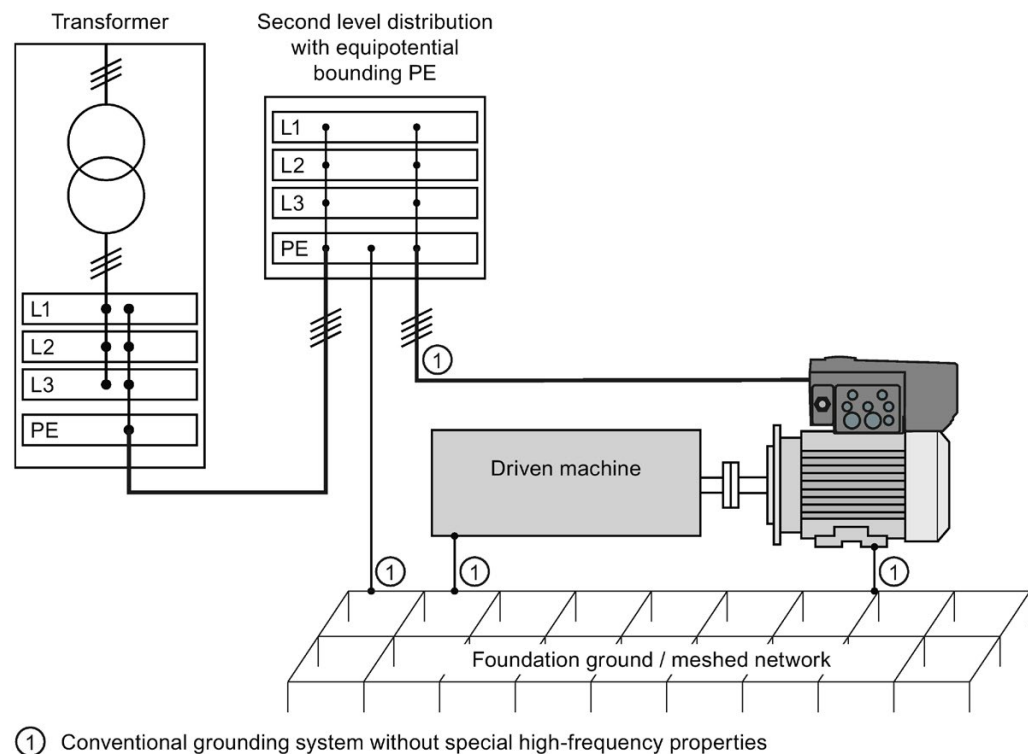 Transformer
Second level distribution
with equipotential
bounding PE
L1
L2
L3
PE
L1
L2
L3
PE
1
Driven machine
1
1
1
Foundation ground / meshed network
1 Conventional grounding system without special high-frequency properties